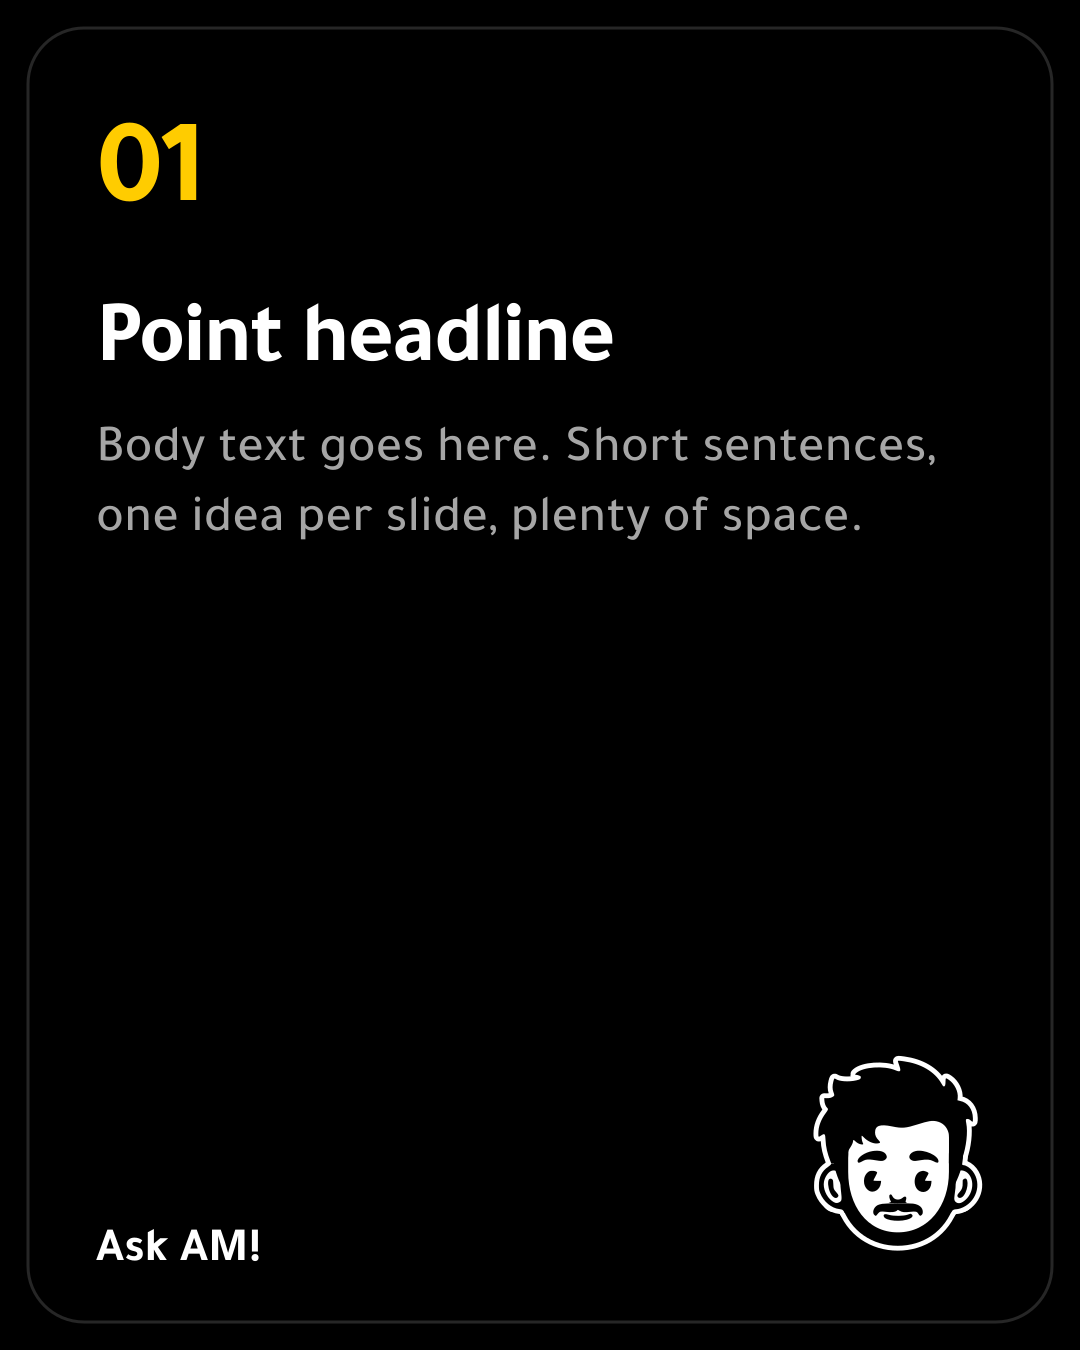 01
Point headline
Body text goes here. Short sentences,
one idea per slide, plenty of space.
Ask AM!